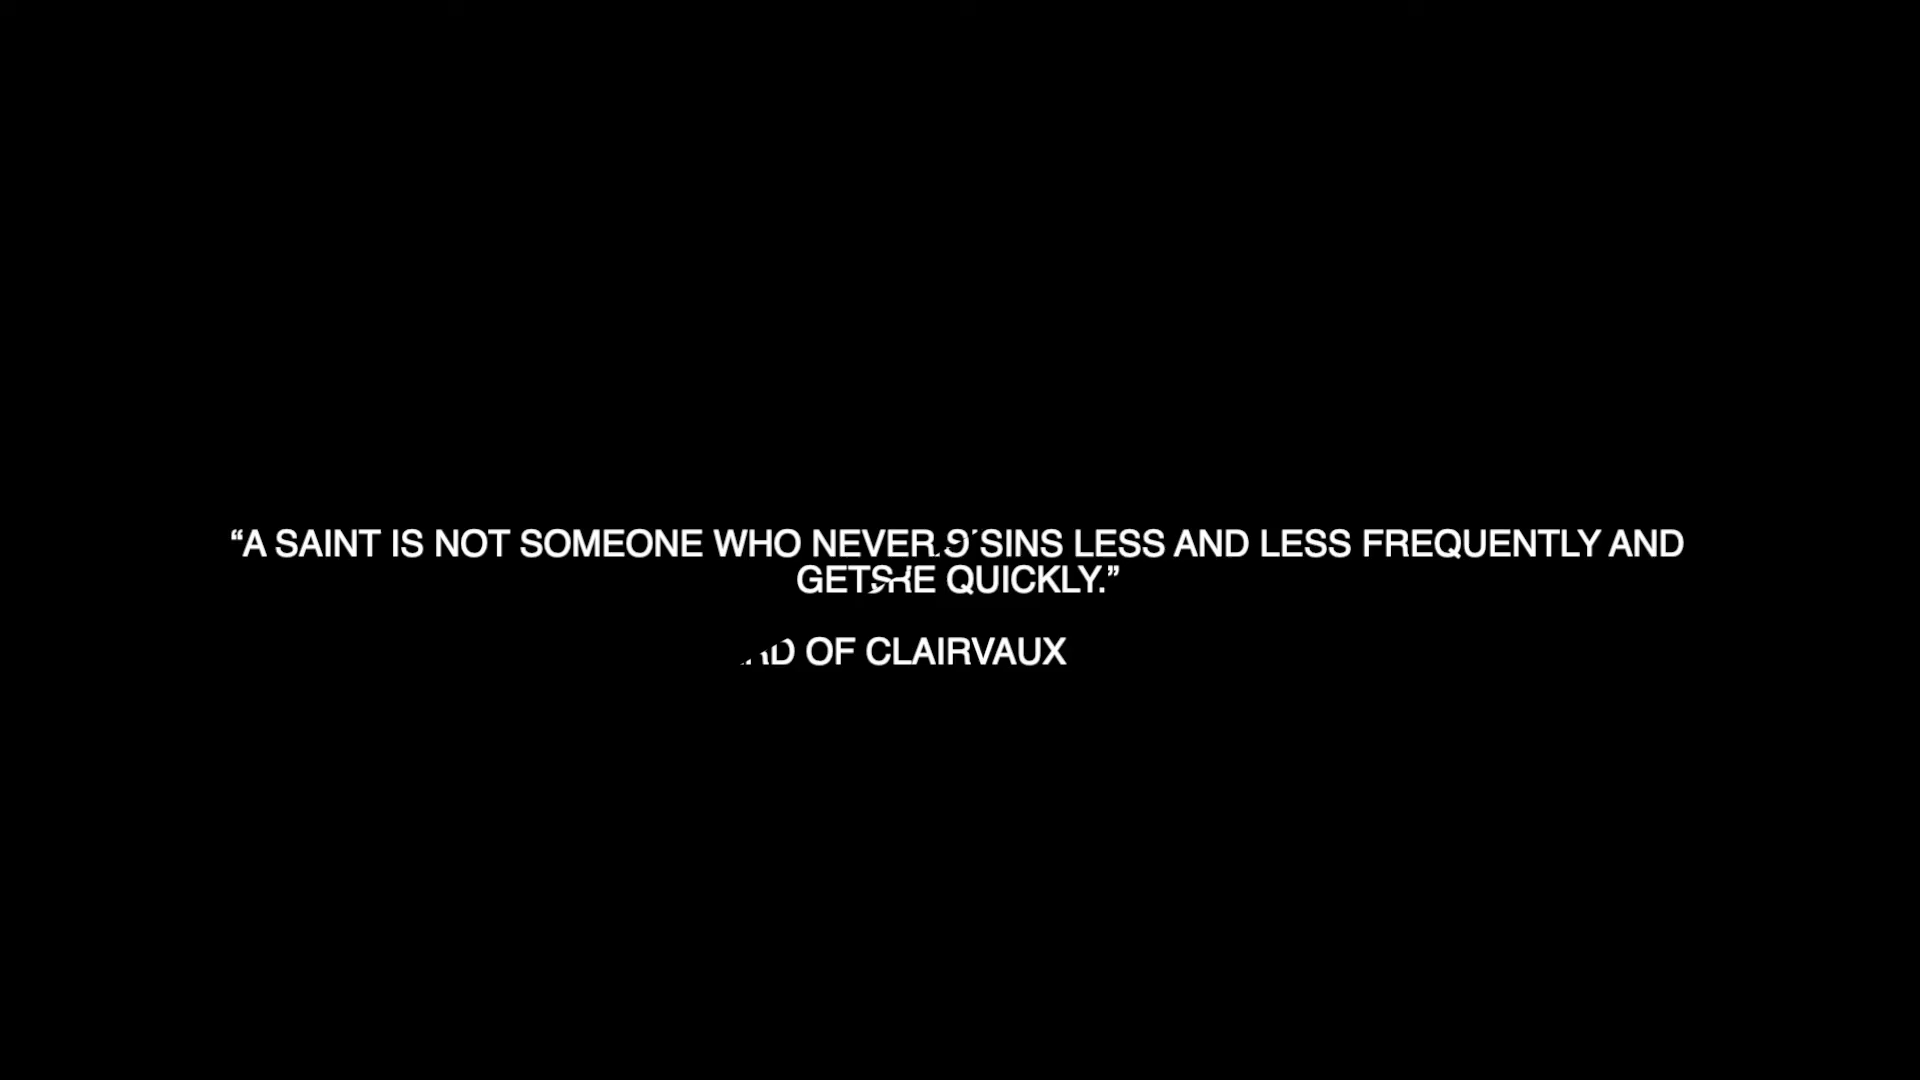 “A SAINT IS NOT SOMEONE WHO NEVER SINS LESS AND LESS FREQUENTLY AND
QUICKLY.”
OF CLAIRVAUX